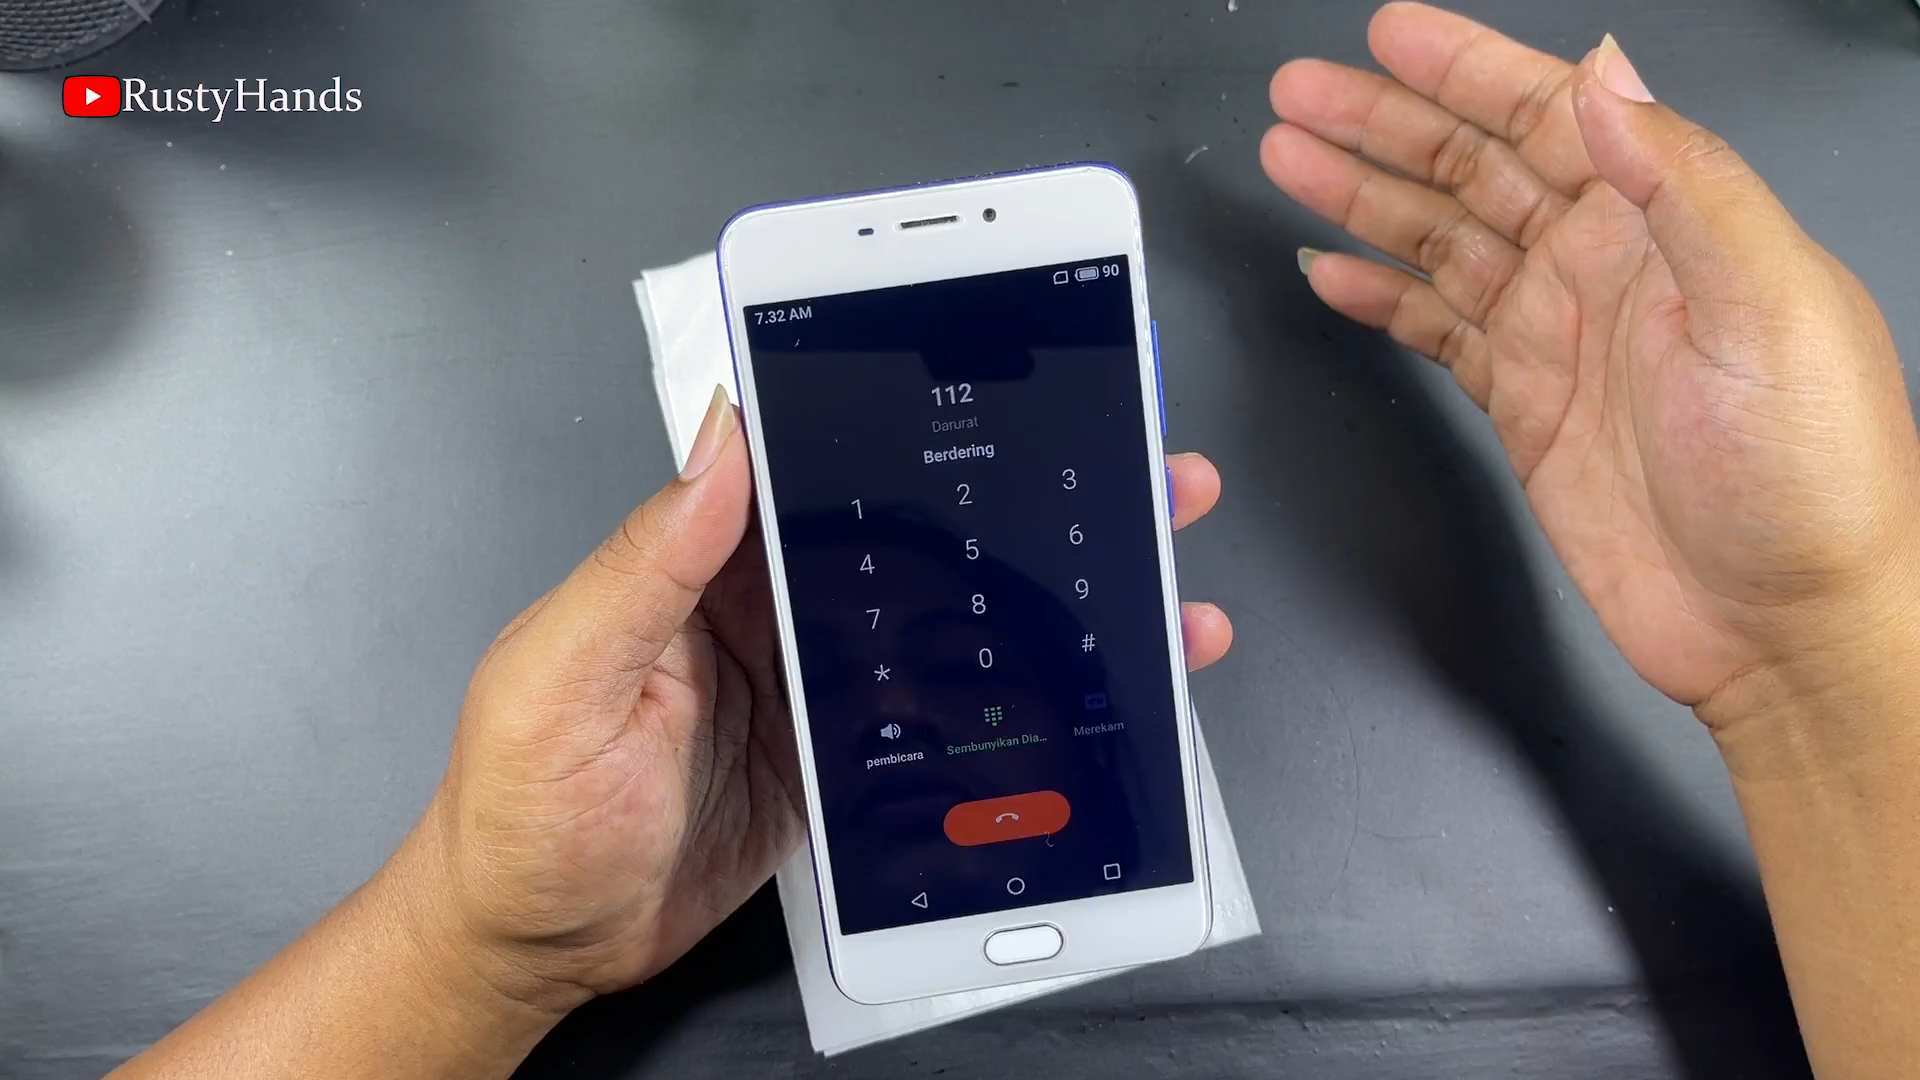 RustyHands
90
7.32 AM
112
Darurat
Berdering
1 2 3
4 5 6
7 8 9
* 0 #
pembicara Sembunyikan Dia... Merekam